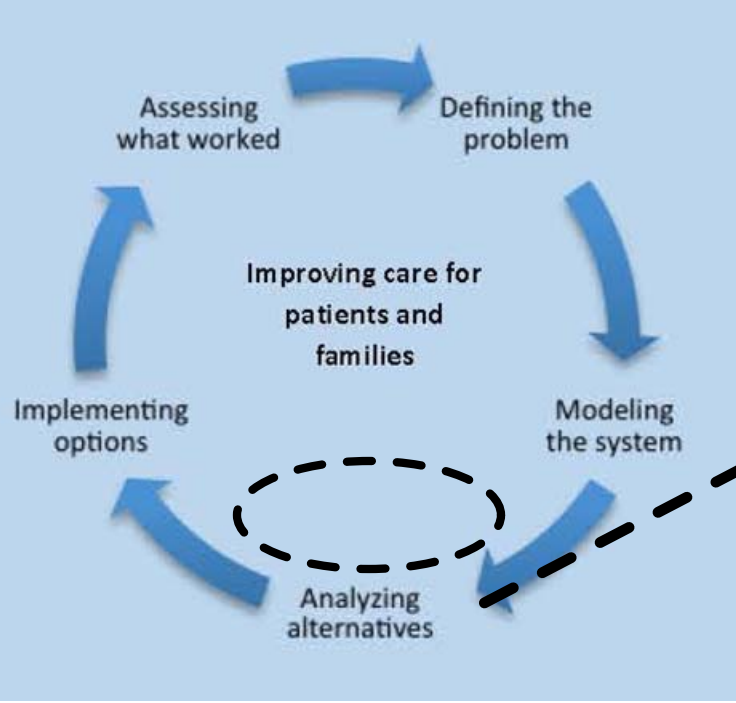 Assessing
what worked
Defining the
problem
Improving care for
patients and
families
Implementing
options
Modeling
the system
Analyzing
alternatives